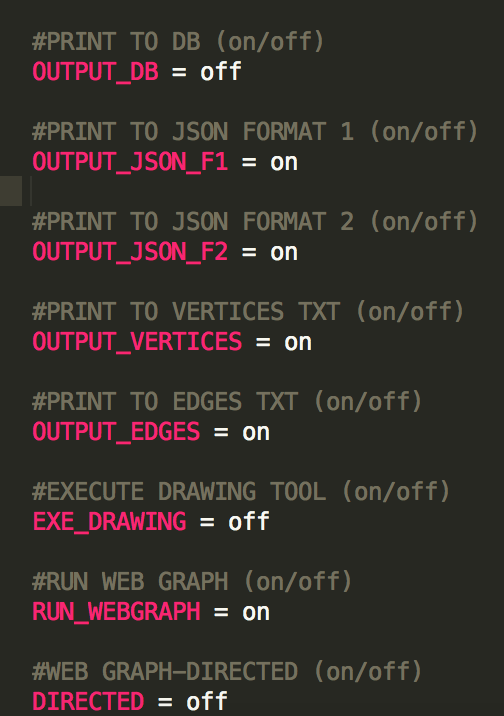 #PRINT TO DB (on/off)
OUTPUT_DB = off
#PRINT TO JSON FORMAT 1 (on/off)
OUTPUT_JSON_F1 = on
#PRINT TO JSON FORMAT 2 (on/off)
OUTPUT_JSON_F2 = on
#PRINT TO VERTICES TXT (on/off)
OUTPUT_VERTICES = on
#PRINT TO EDGES TXT (on/off)
OUTPUT_EDGES = on
#EXECUTE DRAWING TOOL (on/off)
EXE_DRAWING = off
#RUN WEB GRAPH (on/off)
RUN_WEBGRAPH = on
#WEB GRAPH-DIRECTED (on/off)
DIRECTED = off